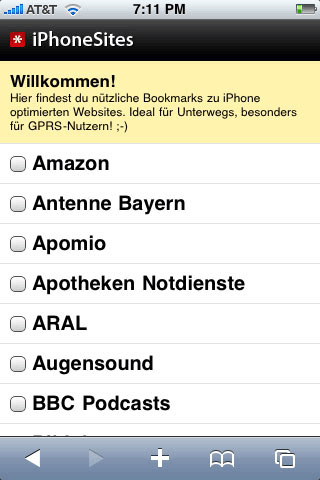 AT&T 7:11 PM
* iPhoneSites
Willkommen!
Hier findest du nützliche Bookmarks zu iPhone
optimierten Websites. Ideal für Unterwegs, besonders
für GPRS-Nutzern! ;-)
Amazon
Antenne Bayern
Apomio
Apotheken Notdienste
ARAL
Augensound
BBC Podcasts